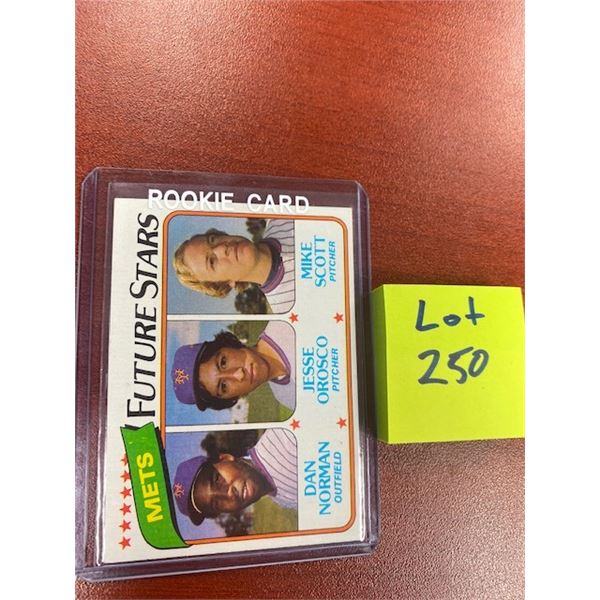 ROOKIE CARD
METS FUTURE STARS
DAN
NORMAN
OUTFIELD
JESSE
OROSCO
PITCHER
MIKE
SCOTT
PITCHER
Lot
250